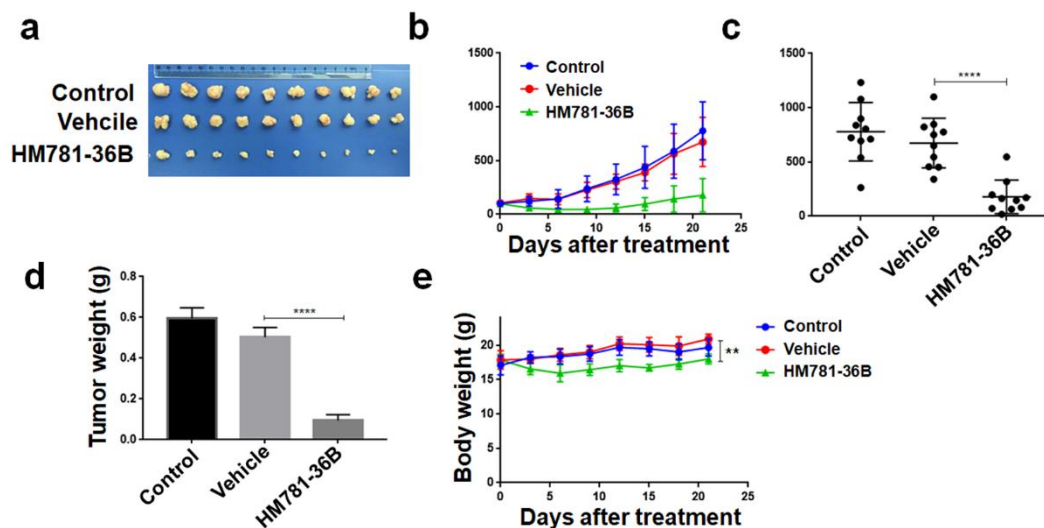 a
Control
Vehcile
HM781-36B
b
1500
1000
500
0
Control
Vehicle
HM781-36B
0 5 10 15 20 25
Days after treatment
c
1500
1000
500
0
****
Control
Vehicle
HM781-36B
d
Tumor weight (g)
0.8
0.6
0.4
0.2
0.0
****
Control
Vehicle
HM781-36B
e
Body weight (g)
20
15
10
5
0
Control
Vehicle
HM781-36B
**
0 5 10 15 20 25
Days after treatment